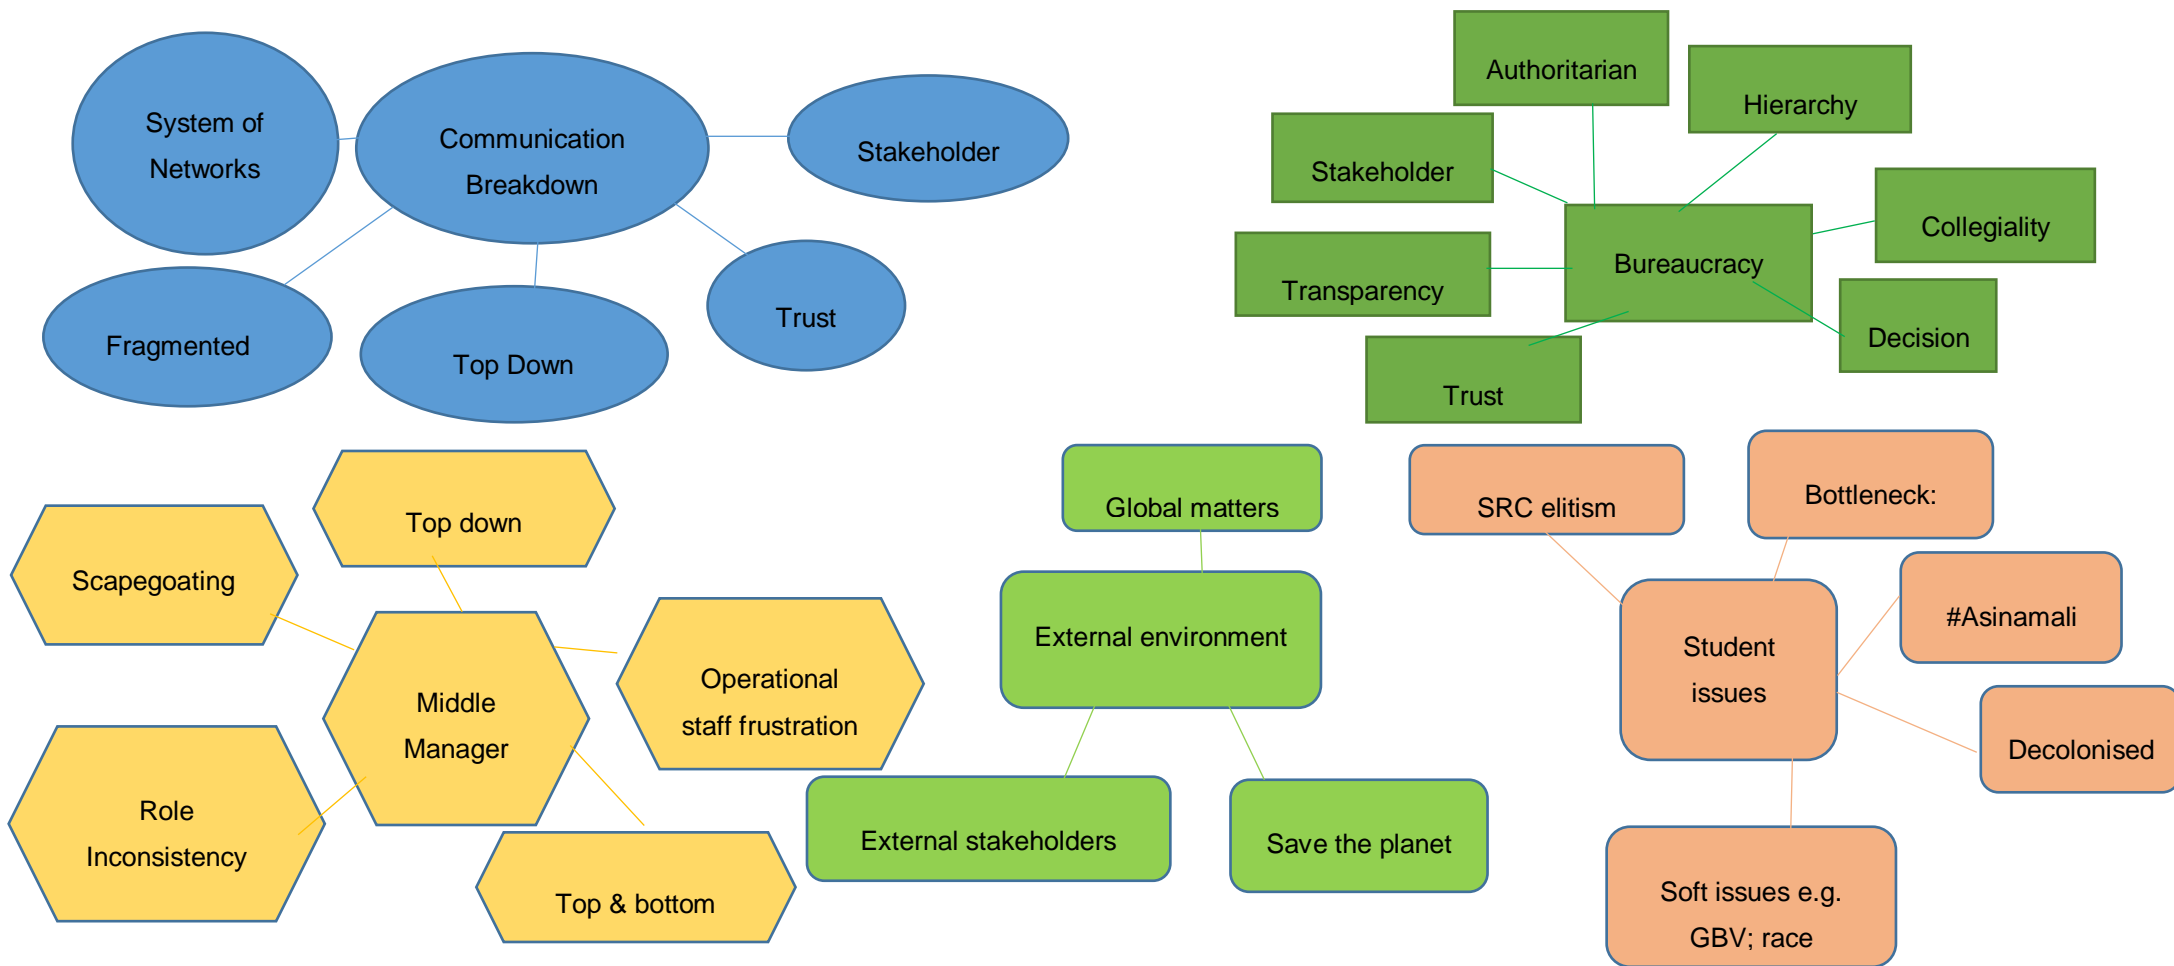 System of
Networks
Communication
Breakdown
Stakeholder
Fragmented
Top Down
Trust
Authoritarian
Hierarchy
Stakeholder
Collegiality
Bureaucracy
Transparency
Decision
Trust
Top down
Scapegoating
Middle
Manager
Operational
staff frustration
Role
Inconsistency
Top & bottom
Global matters
External environment
External stakeholders
Save the planet
SRC elitism
Bottleneck:
#Asinamali
Student
issues
Decolonised
Soft issues e.g.
GBV; race